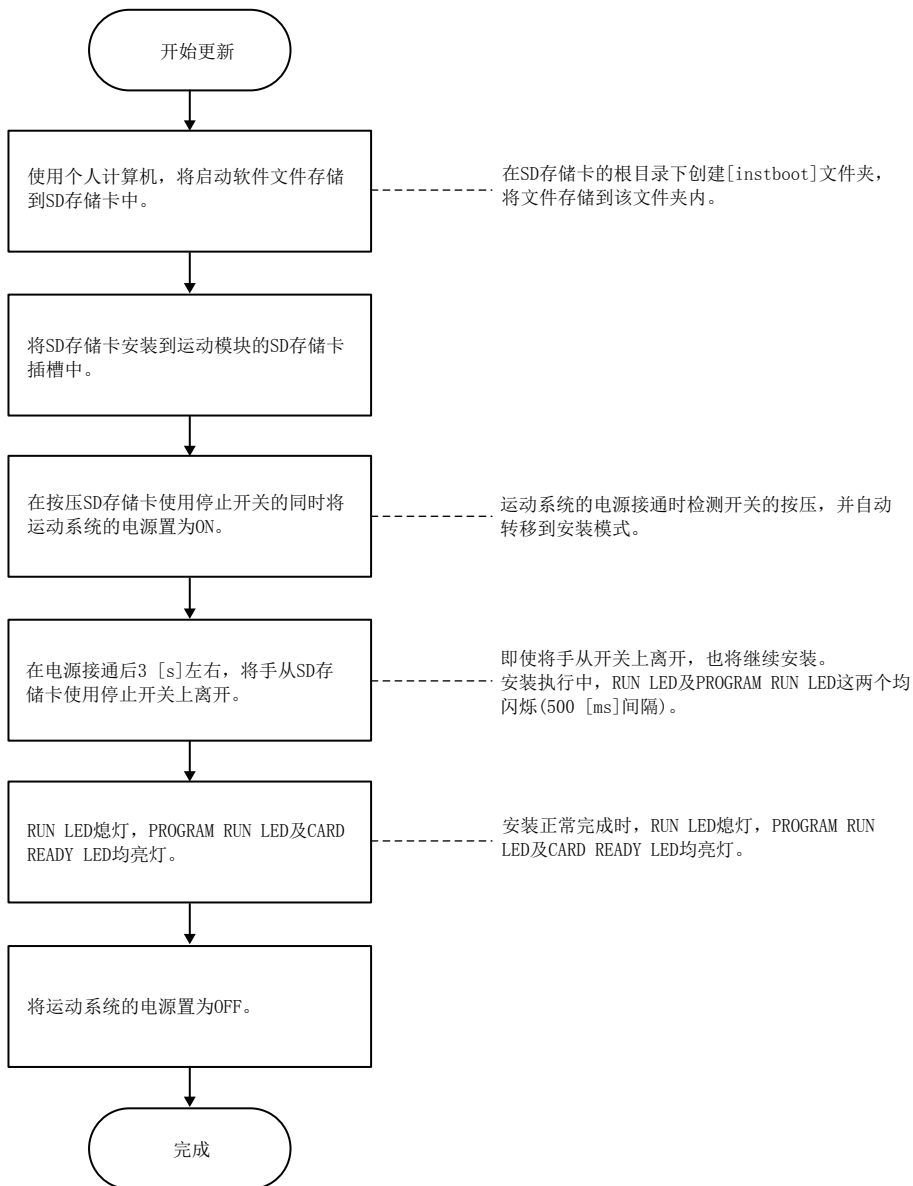 开始更新
使用个人计算机，将启动软件文件存储
到SD存储卡中。
在SD存储卡的根目录下创建[instboot]文件夹，
将文件存储到该文件夹内。
将SD存储卡安装到运动模块的SD存储卡
插槽中。
在按压SD存储卡使用停止开关的同时将
运动系统的电源置为ON。
运动系统的电源接通时检测开关的按压，并自动
转移到安装模式。
在电源接通后3 [s]左右，将手从SD存
储卡使用停止开关上离开。
即使将手从开关上离开，也将继续安装。
安装执行中，RUN LED及PROGRAM RUN LED这两个均
闪烁(500 [ms]间隔)。
RUN LED熄灯，PROGRAM RUN LED及CARD
READY LED均亮灯。
安装正常完成时，RUN LED熄灯，PROGRAM RUN
LED及CARD READY LED均亮灯。
将运动系统的电源置为OFF。
完成